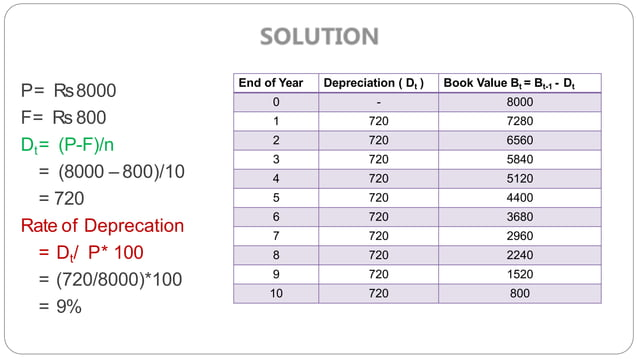 SOLUTION
P= Rs8000
F= Rs 800
Dt= (P-F)/n
= (8000 – 800)/10
= 720
Rate of Deprecation
= Dt/ P* 100
= (720/8000)*100
= 9%
End of Year Depreciation ( Dt ) Book Value Bt = Bt-1 - Dt
0 - 8000
1 720 7280
2 720 6560
3 720 5840
4 720 5120
5 720 4400
6 720 3680
7 720 2960
8 720 2240
9 720 1520
10 720 800